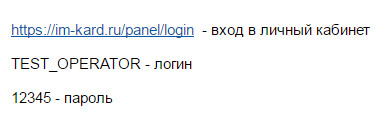 https://im-kard.ru/panel/login - вход в личный кабинет
TEST_OPERATOR - логин
12345 - пароль